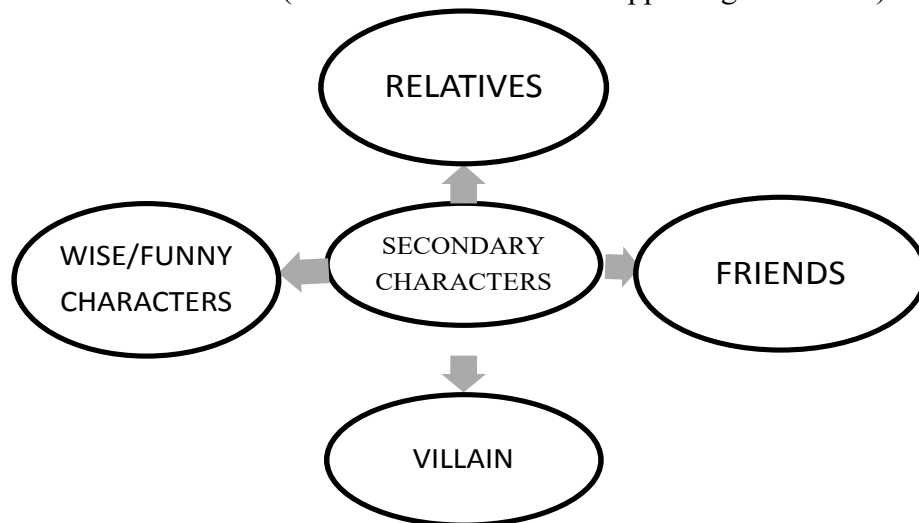 RELATIVES
WISE/FUNNY
CHARACTERS
SECONDARY
CHARACTERS
FRIENDS
VILLAIN